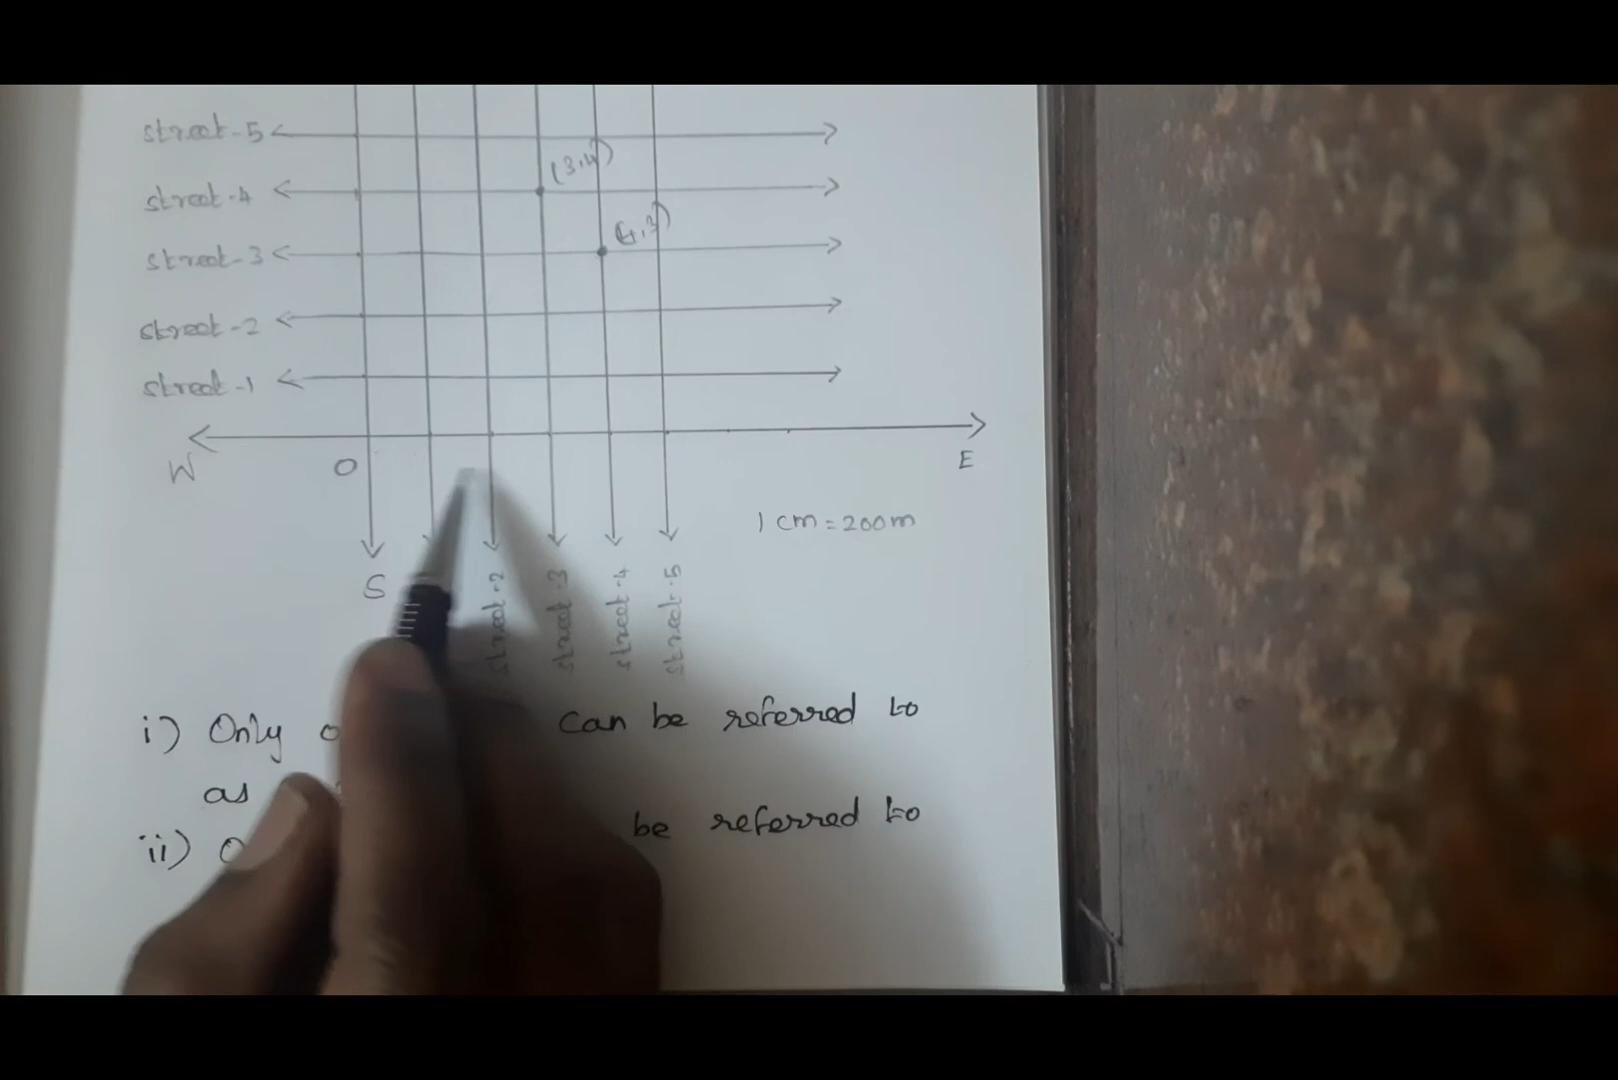 street-5
(3,4)
street-4
(4,3)
street-3
street-2
street-1
W
O
E
1 cm = 200m
S
street-2
street-3
street-4
street-5
i) Only can be referred to
as
ii) be referred to